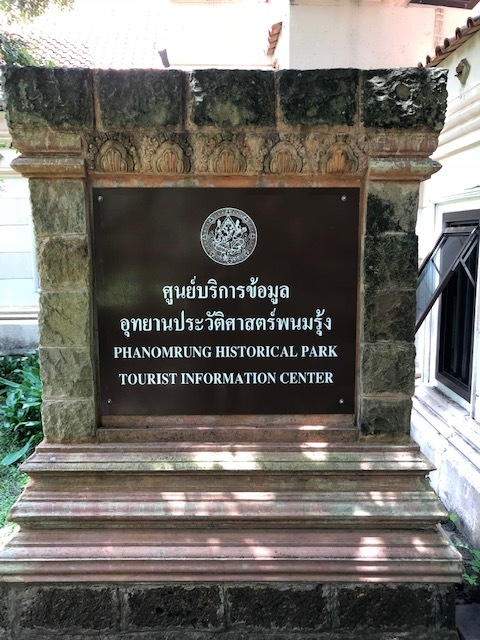 ศูนย์บริการข้อมูล
อุทยานประวัติศาสตร์พนมรุ้ง
PHANOMRUNG HISTORICAL PARK
TOURIST INFORMATION CENTER